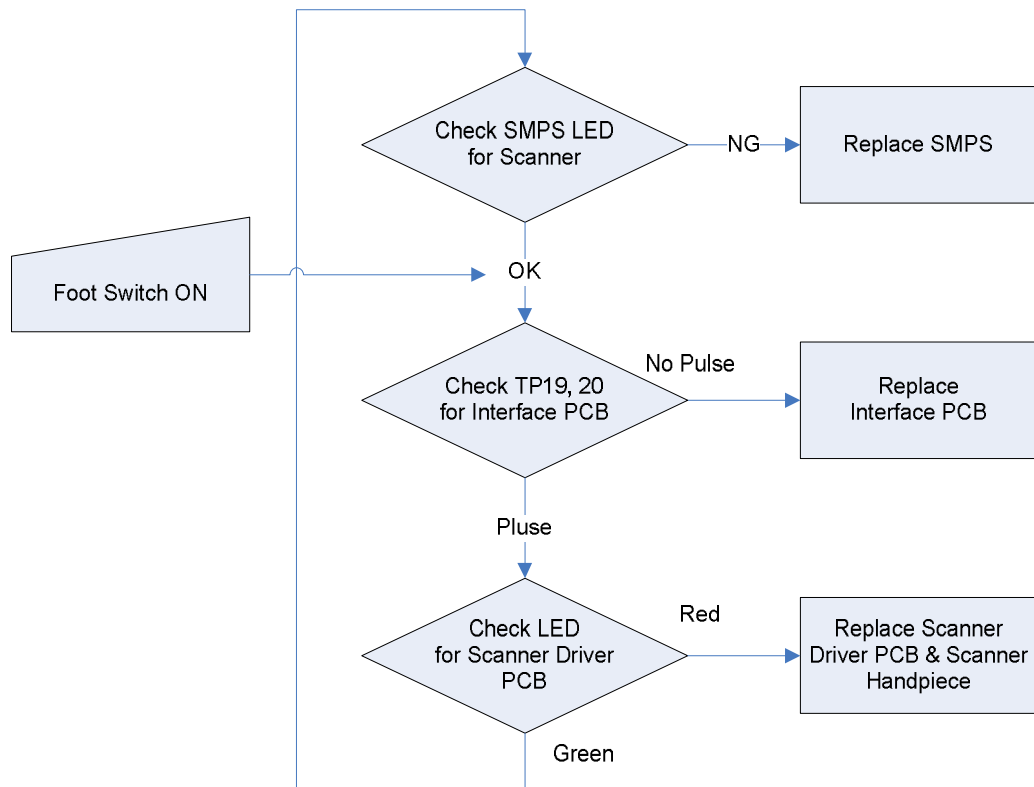 Check SMPS LED
for Scanner
NG
Replace SMPS
Foot Switch ON
OK
Check TP19, 20
for Interface PCB
No Pulse
Replace
Interface PCB
Pluse
Check LED
for Scanner Driver
PCB
Red
Replace Scanner
Driver PCB & Scanner
Handpiece
Green